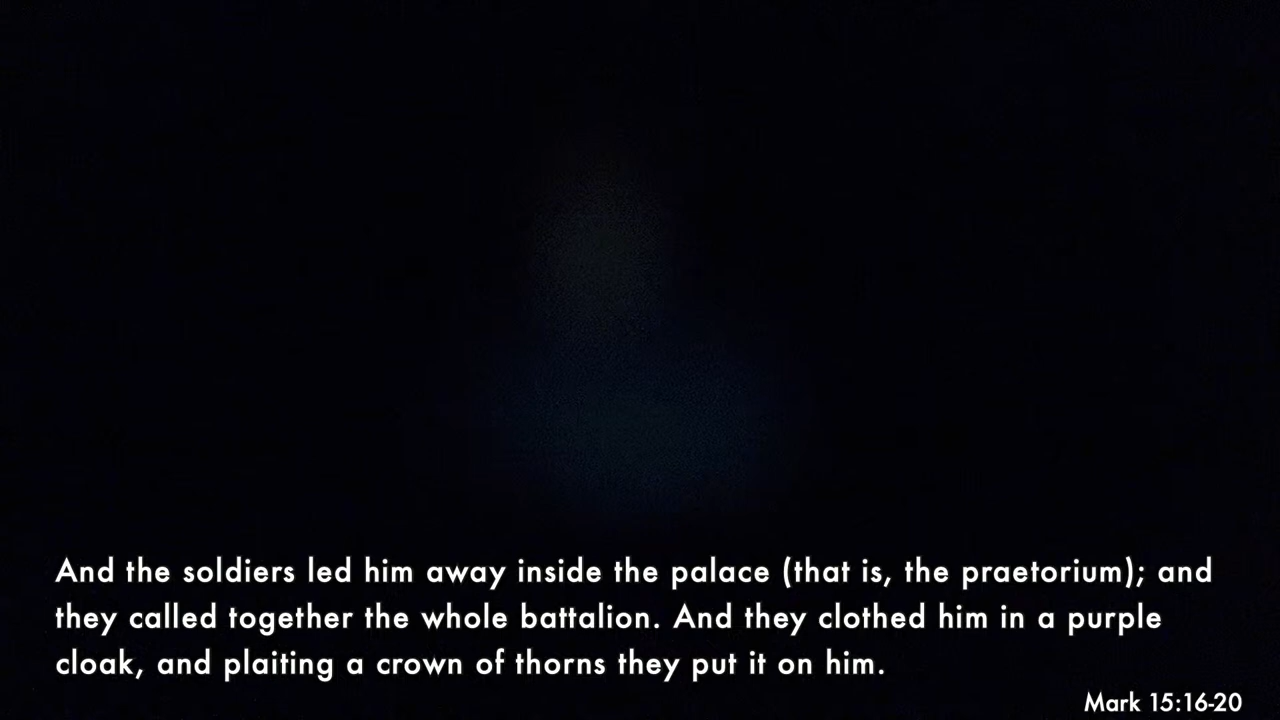 And the soldiers led him away inside the palace (that is, the praetorium); and
they called together the whole battalion. And they clothed him in a purple
cloak, and plaiting a crown of thorns they put it on him.
Mark 15:16-20